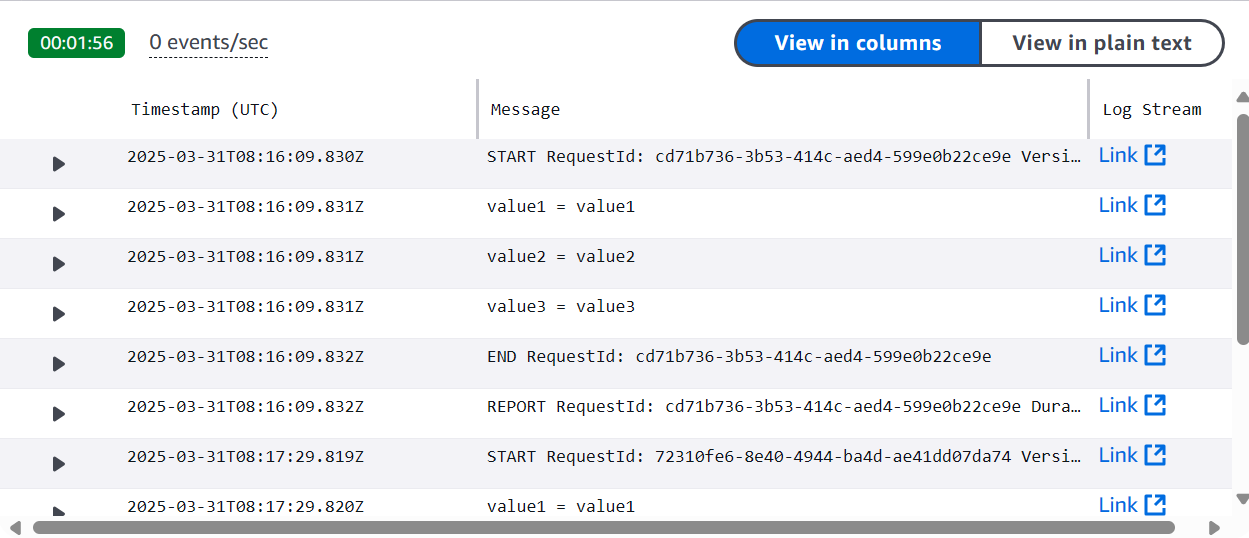 00:01:56 0 events/sec View in columns View in plain text
Timestamp (UTC) Message Log Stream
2025-03-31T08:16:09.830Z START RequestId: cd71b736-3b53-414c-aed4-599e0b22ce9e Versi… Link
2025-03-31T08:16:09.831Z value1 = value1 Link
2025-03-31T08:16:09.831Z value2 = value2 Link
2025-03-31T08:16:09.831Z value3 = value3 Link
2025-03-31T08:16:09.832Z END RequestId: cd71b736-3b53-414c-aed4-599e0b22ce9e Link
2025-03-31T08:16:09.832Z REPORT RequestId: cd71b736-3b53-414c-aed4-599e0b22ce9e Dura… Link
2025-03-31T08:17:29.819Z START RequestId: 72310fe6-8e40-4944-ba4d-ae41dd07da74 Versi… Link
2025-03-31T08:17:29.820Z value1 = value1 Link